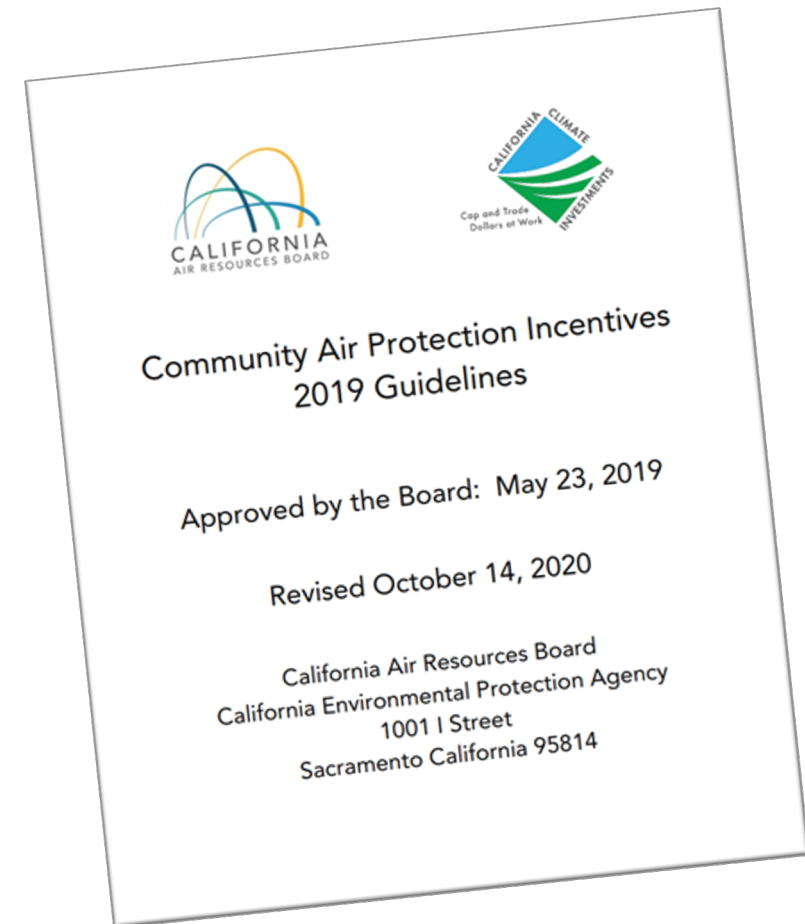 CALIFORNIA
AIR RESOURCES BOARD
CALIFORNIA CLIMATE
INVESTMENTS
Cap and Trade
Dollars at Work
Community Air Protection Incentives
2019 Guidelines
Approved by the Board:  May 23, 2019
Revised October 14, 2020
California Air Resources Board
California Environmental Protection Agency
1001 I Street
Sacramento California 95814